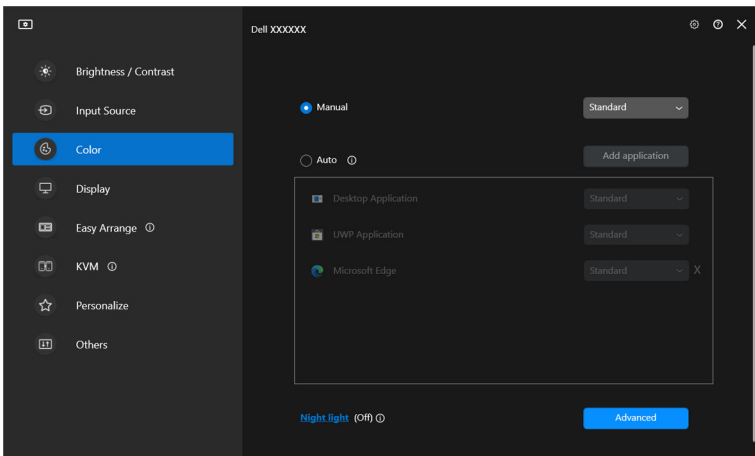 Dell XXXXXX
Brightness / Contrast
Input Source
Color
Display
Easy Arrange
KVM
Personalize
Others
Manual
Standard
Auto
Add application
Desktop Application
Standard
UWP Application
Standard
Microsoft Edge
Standard
X
Night light (Off)
Advanced